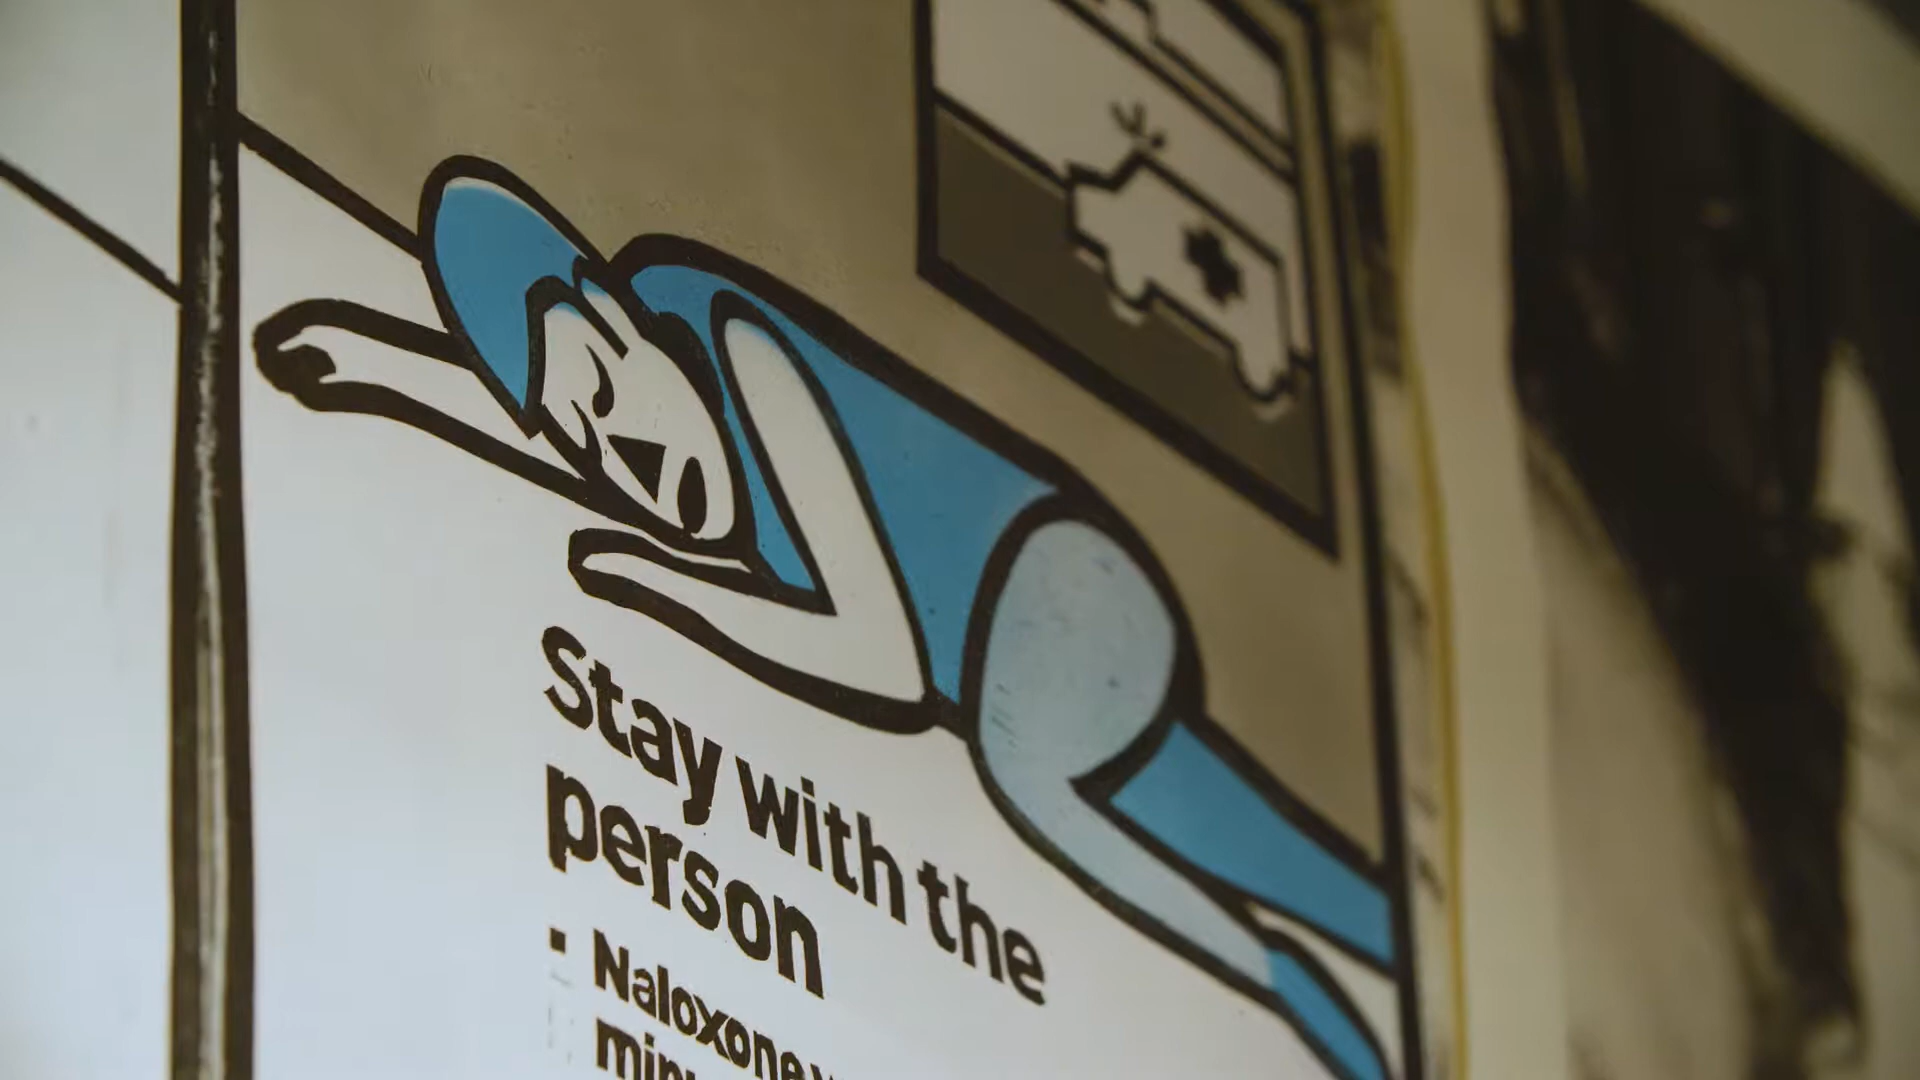 Stay with the
person
▪ Naloxone